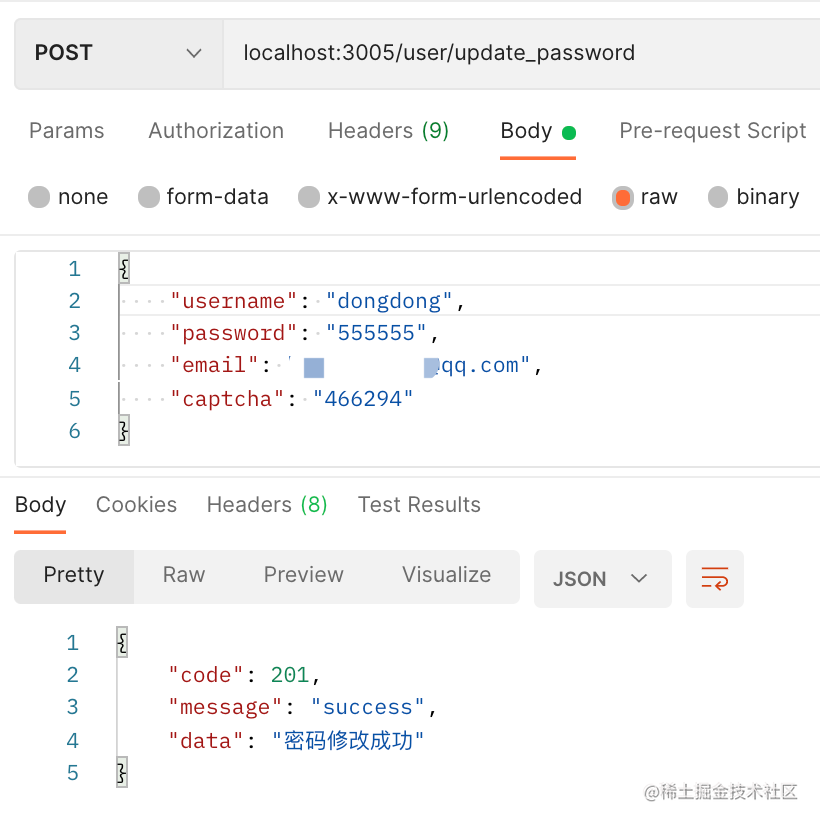 POST localhost:3005/user/update_password
Params Authorization Headers (9) Body Pre-request Script
none form-data x-www-form-urlencoded raw binary
1 {
2 "username": "dongdong",
3 "password": "555555",
4 "email": qq.com",
5 "captcha": "466294"
6 }
Body Cookies Headers (8) Test Results
Pretty Raw Preview Visualize JSON
1 {
2 "code": 201,
3 "message": "success",
4 "data": "密码修改成功"
5 }
@稀土掘金技术社区